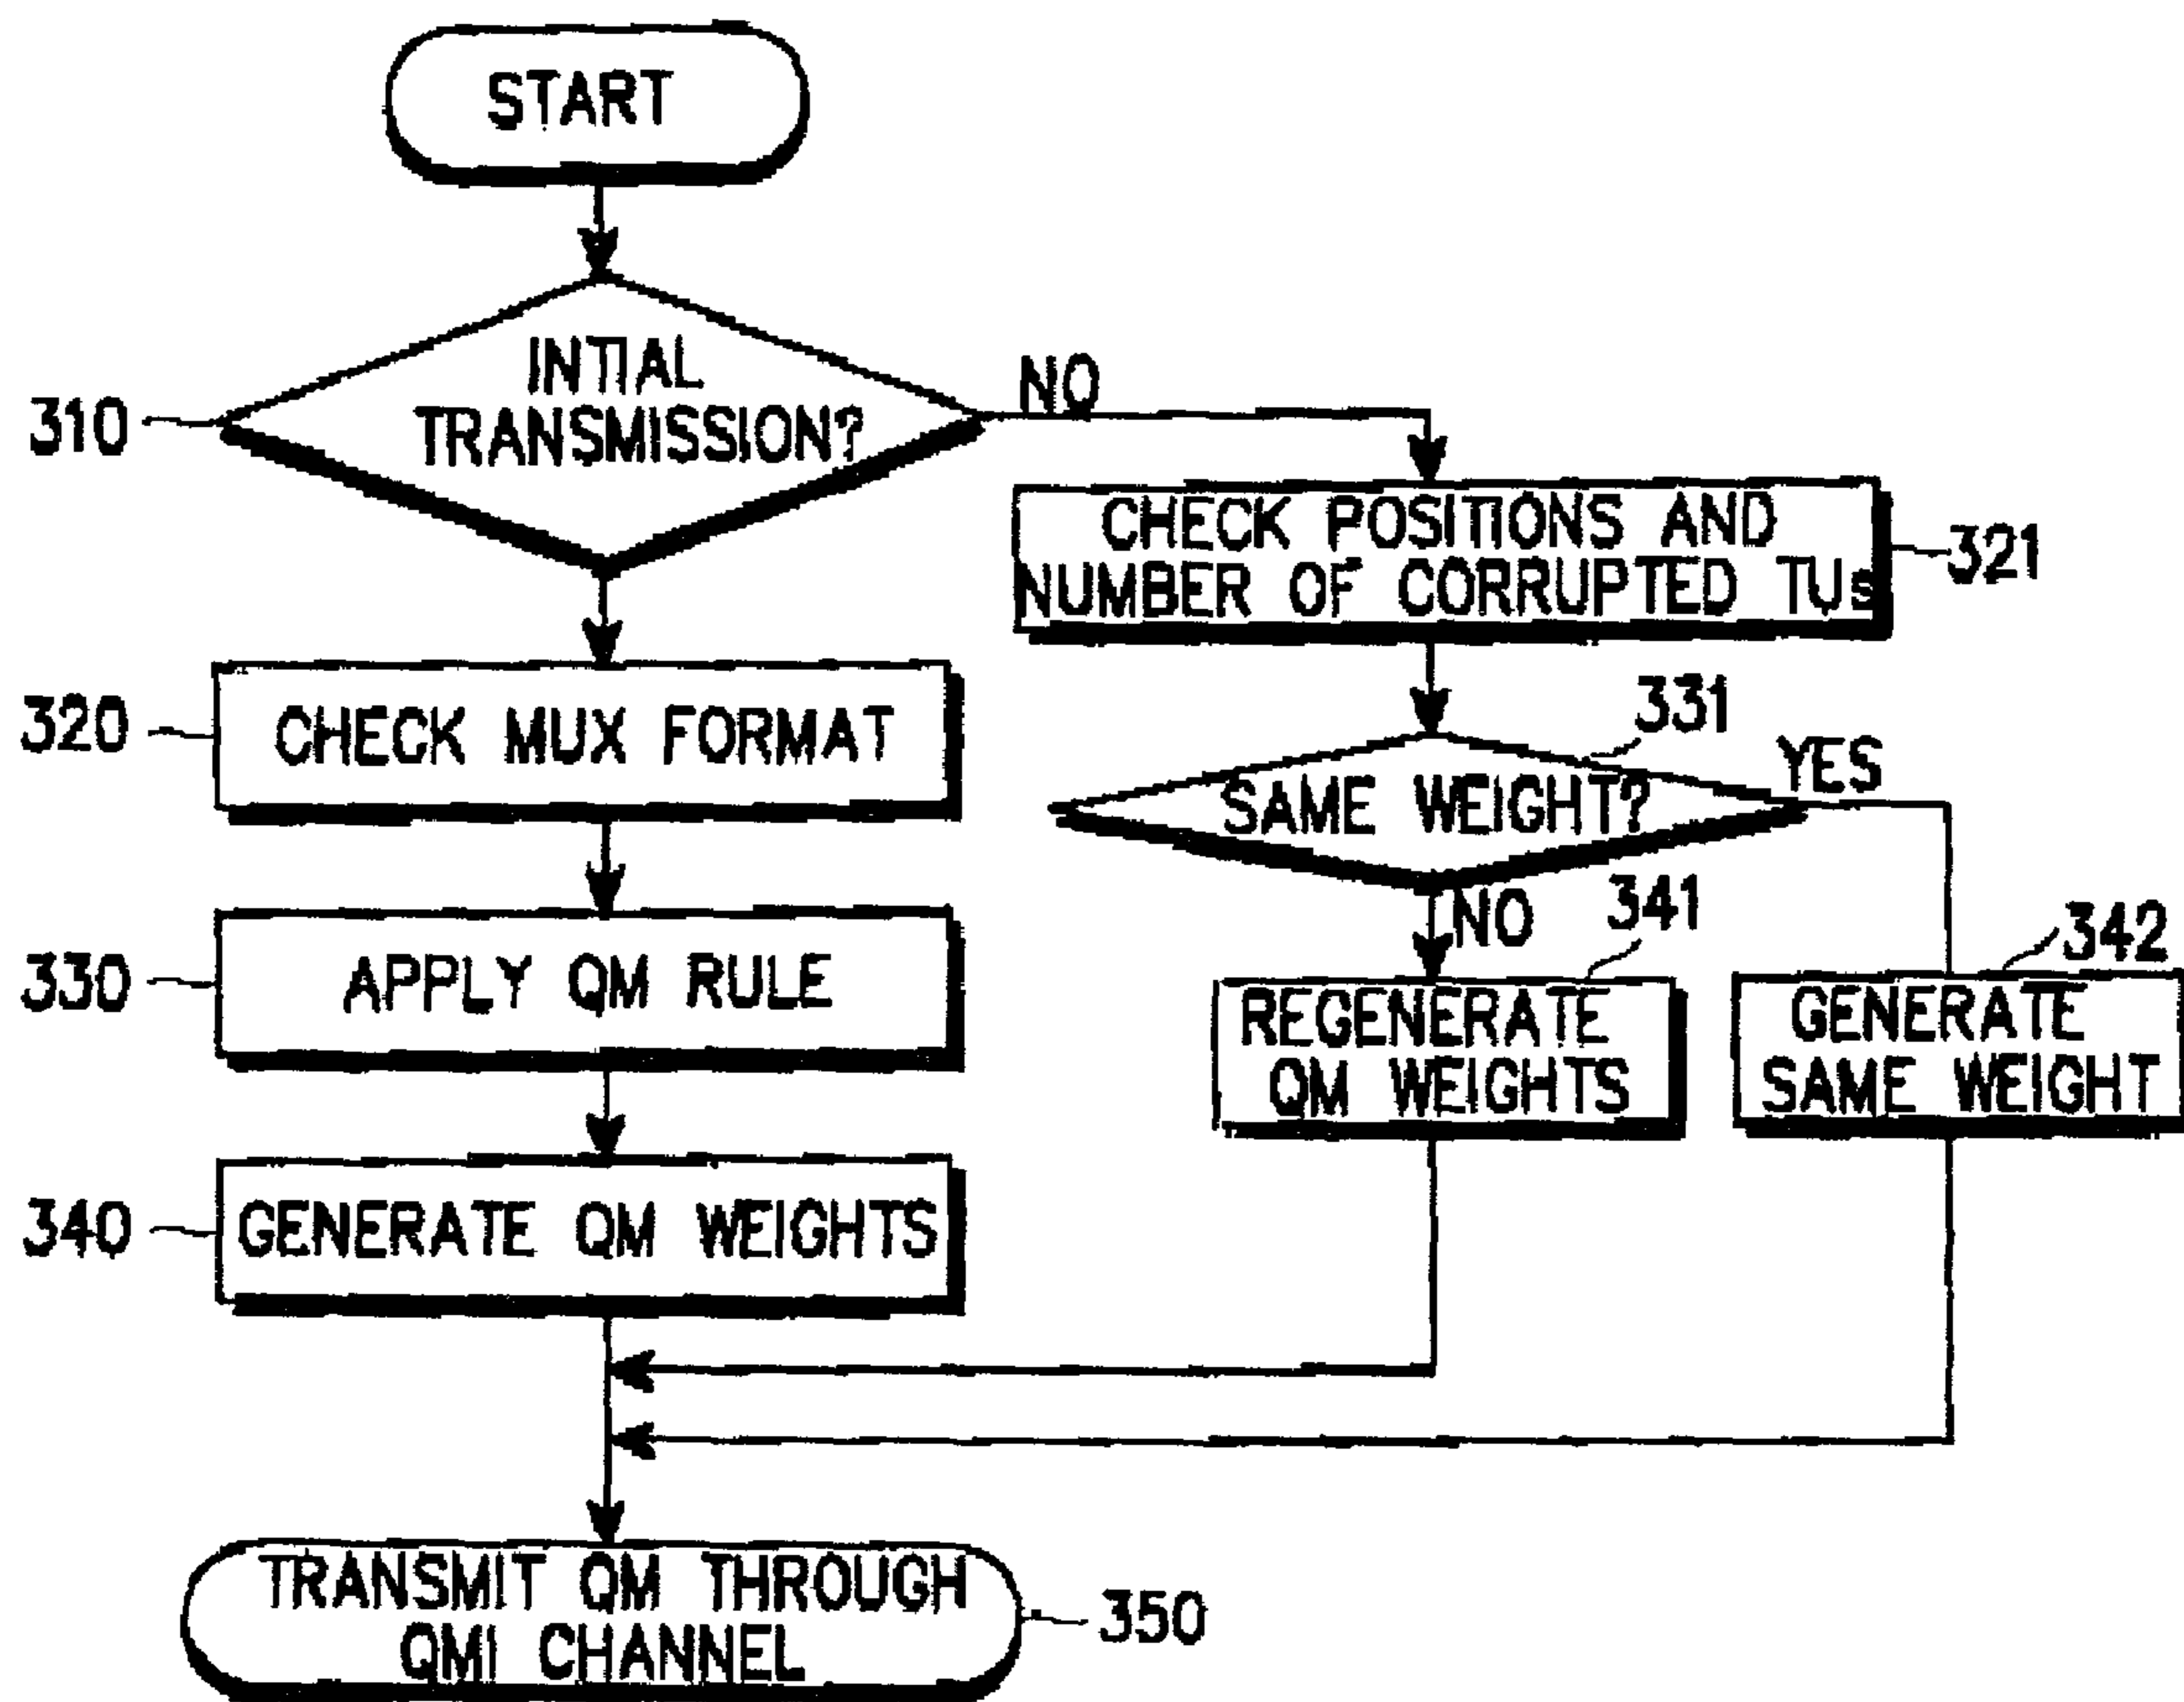 START
INTIAL
TRANSMISSION?
310
NO
CHECK POSITIONS AND
NUMBER OF CORRUPTED TUs
321
320
CHECK MUX FORMAT
331
SAME WEIGHT?
YES
NO
341
342
330
APPLY QM RULE
REGENERATE
QM WEIGHTS
GENERATE
SAME WEIGHT
340
GENERATE QM WEIGHTS
TRANSMIT QM THROUGH
QMI CHANNEL
350